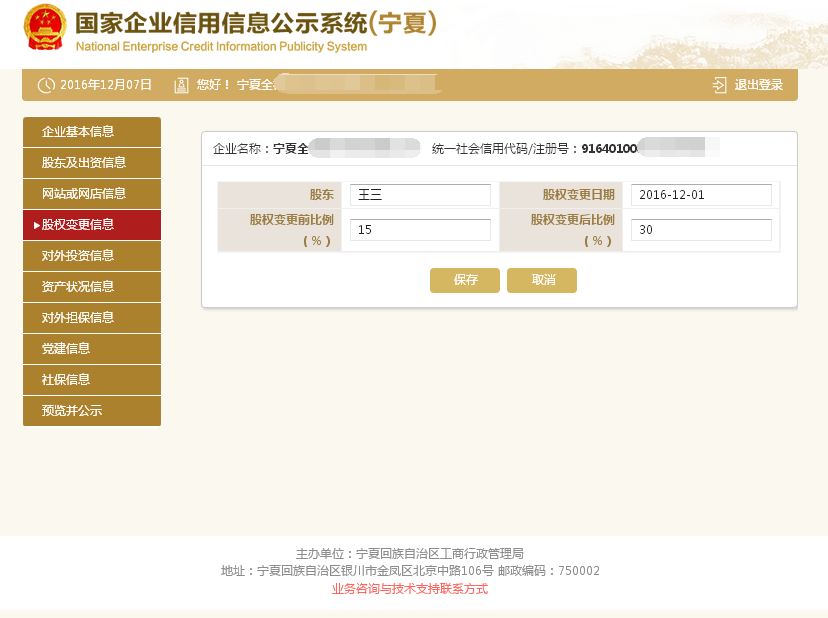 国家企业信用信息公示系统(宁夏)
National Enterprise Credit Information Publicity System
2016年12月07日 您好！ 宁夏全 退出登录
企业基本信息
股东及出资信息
网站或网店信息
股权变更信息
对外投资信息
资产状况信息
对外担保信息
党建信息
社保信息
预览并公示
企业名称：宁夏全 统一社会信用代码/注册号：91640100
股东 王三 股权变更日期 2016-12-01
股权变更前比例（%） 15 股权变更后比例（%） 30
保存 取消
主办单位：宁夏回族自治区工商行政管理局
地址：宁夏回族自治区银川市金凤区北京中路106号 邮政编码：750002
业务咨询与技术支持联系方式